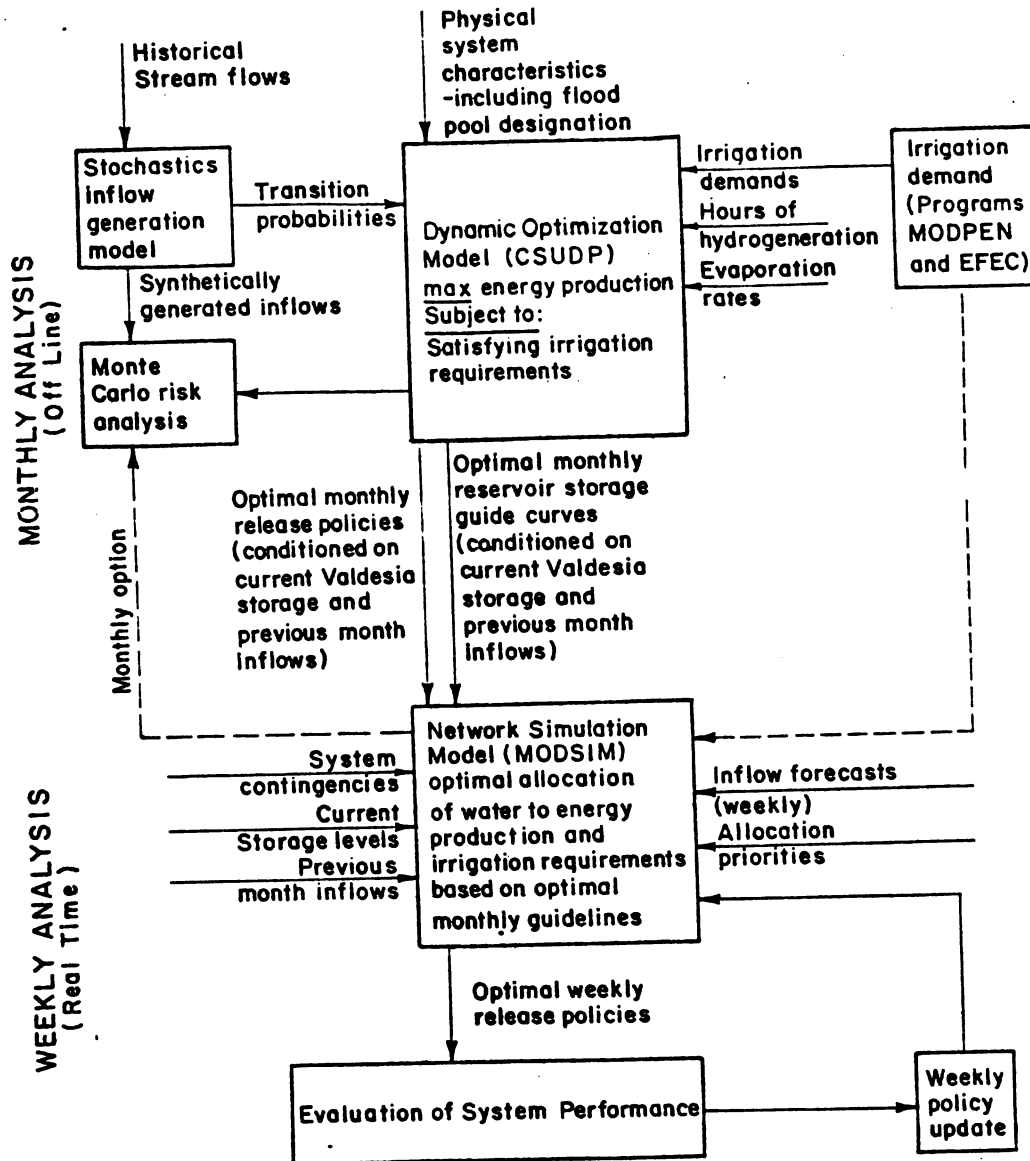 Historical
Stream flows
Physical
system
characteristics
-including flood
pool designation
Stochastics
inflow
generation
model
Transition
probabilities
Dynamic Optimization
Model (CSUDP)
max energy production
Subject to:
Satisfying irrigation
requirements
Irrigation
demands
Hours of
hydrogeneration
Evaporation
rates
Irrigation
demand
(Programs
MODPEN
and EFEC)
Synthetically
generated inflows
Monte
Carlo risk
analysis
MONTHLY ANALYSIS
(Off Line)
Optimal monthly
release policies
(conditioned on
current Valdesia
storage and
previous month
inflows)
Optimal monthly
reservoir storage
guide curves
(conditioned on
current Valdesia
storage and
previous month
inflows)
Monthly option
Network Simulation
Model (MODSIM)
optimal allocation
of water to energy
production and
irrigation requirements
based on optimal
monthly guidelines
System
contingencies
Current
Storage levels
Previous
month inflows
Inflow forecasts
(weekly)
Allocation
priorities
WEEKLY ANALYSIS
(Real Time)
Optimal weekly
release policies
Evaluation of System Performance
Weekly
policy
update